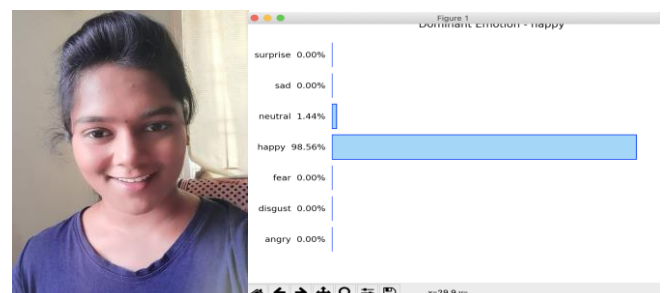 Figure 1
Dominant Emotion - happy
surprise 0.00%
sad 0.00%
neutral 1.44%
happy 98.56%
fear 0.00%
disgust 0.00%
angry 0.00%